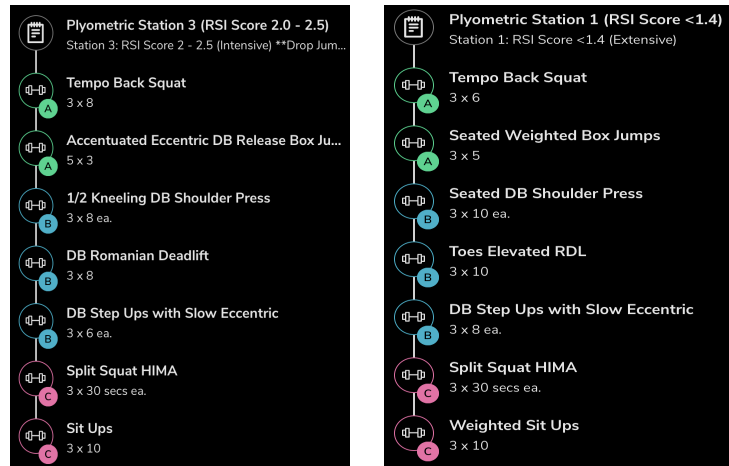 Plyometric Station 3 (RSI Score 2.0 - 2.5)
Station 3: RSI Score 2 - 2.5 (Intensive) **Drop Jum...
Tempo Back Squat
3 x 8
A
Accentuated Eccentric DB Release Box Ju...
5 x 3
A
1/2 Kneeling DB Shoulder Press
3 x 8 ea.
B
DB Romanian Deadlift
3 x 8
B
DB Step Ups with Slow Eccentric
3 x 6 ea.
B
Split Squat HIMA
3 x 30 secs ea.
C
Sit Ups
3 x 10
C
Plyometric Station 1 (RSI Score <1.4)
Station 1: RSI Score <1.4 (Extensive)
Tempo Back Squat
3 x 6
A
Seated Weighted Box Jumps
3 x 5
A
Seated DB Shoulder Press
3 x 10 ea.
B
Toes Elevated RDL
3 x 10
B
DB Step Ups with Slow Eccentric
3 x 8 ea.
B
Split Squat HIMA
3 x 30 secs ea.
C
Weighted Sit Ups
3 x 10
C